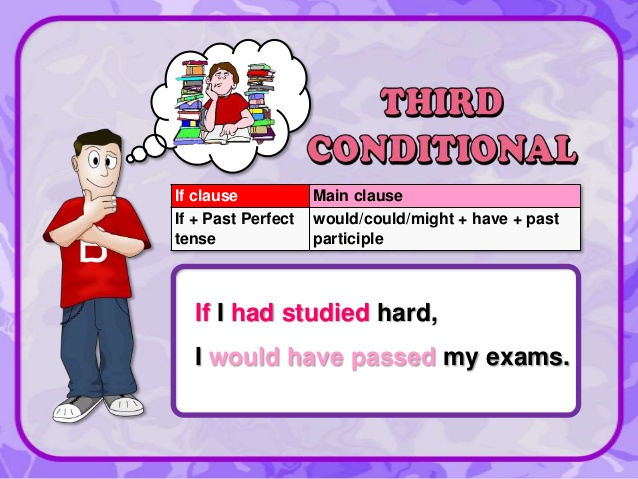 THIRD
CONDITIONAL
If clause
Main clause
If + Past Perfect
tense
would/could/might + have + past
participle
B
If I had studied hard,
I would have passed my exams.